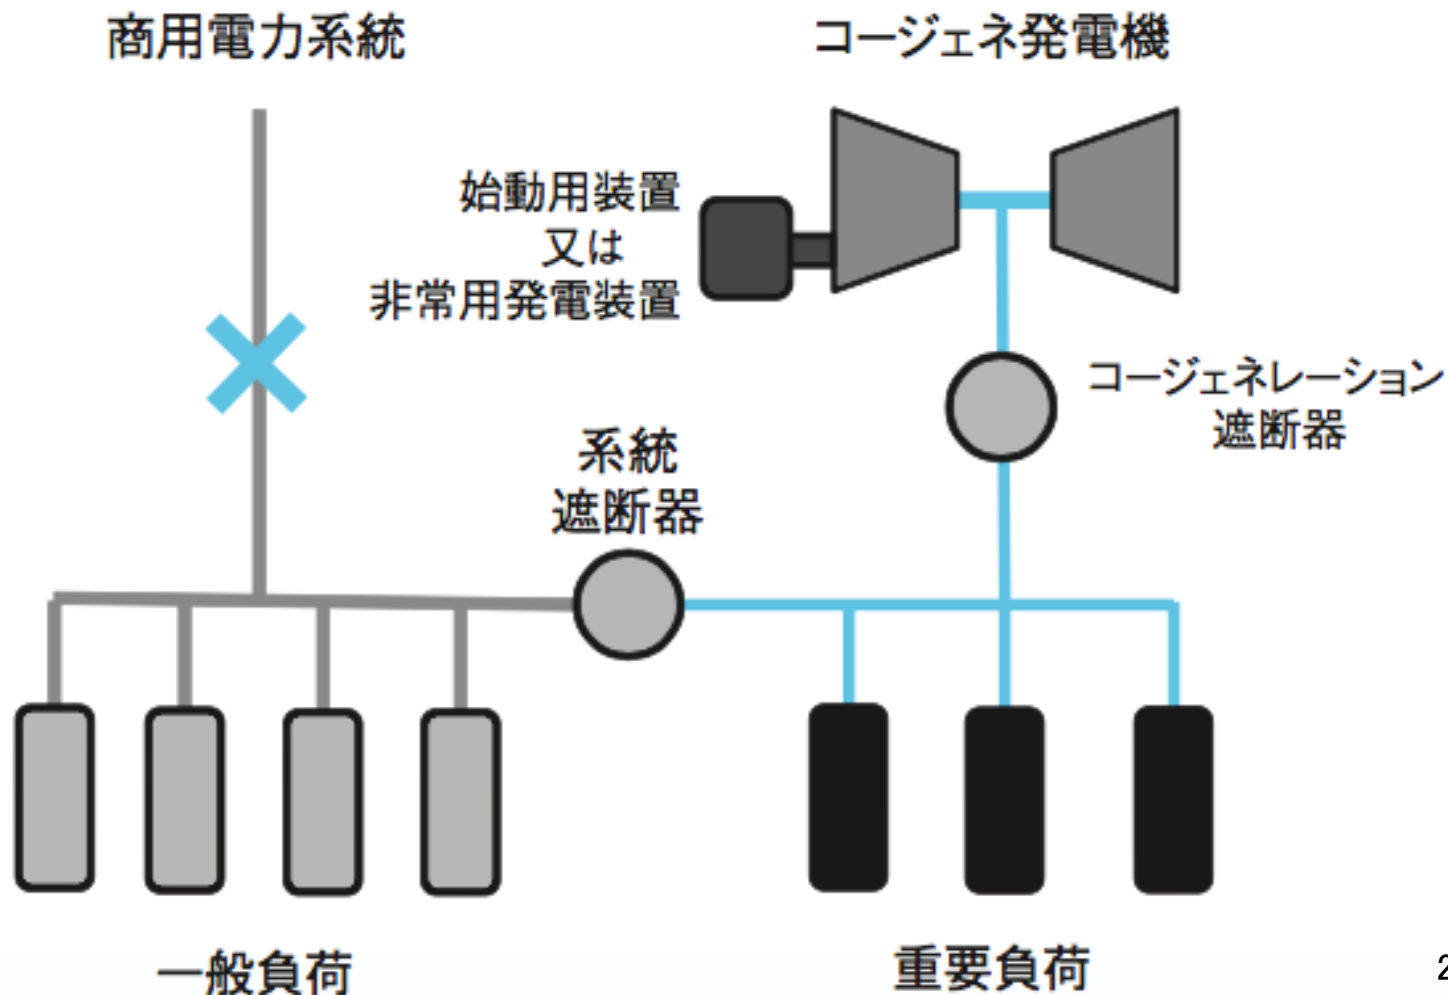 商用電力系統
コージェネ発電機
始動用装置
又は
非常用発電装置
コージェネレーション
遮断器
系統
遮断器
一般負荷
重要負荷
2